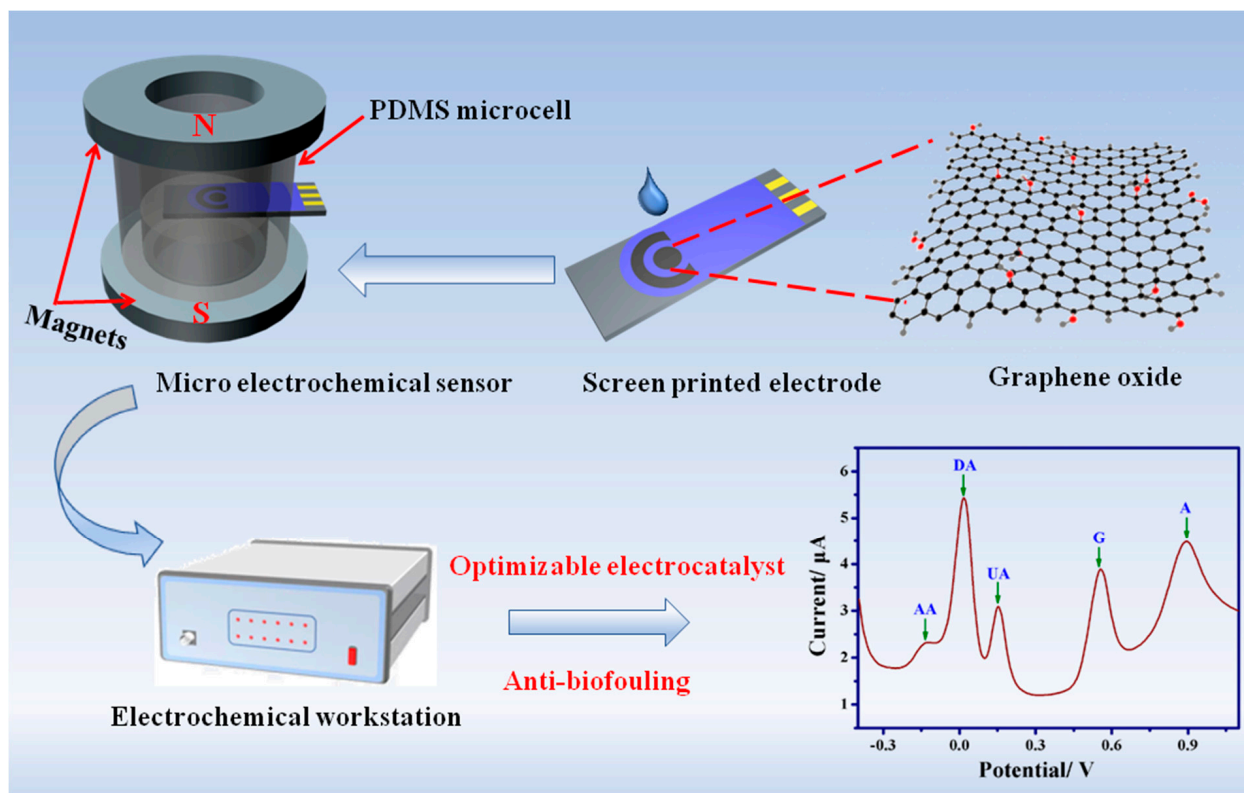 N
PDMS microcell
S
Magnets
Micro electrochemical sensor
Screen printed electrode
Graphene oxide
Optimizable electrocatalyst
Anti-biofouling
Electrochemical workstation
DA
A
G
UA
AA
6
5
4
3
2
1
Current/ μA
-0.3
0.0
0.3
0.6
0.9
Potential/ V